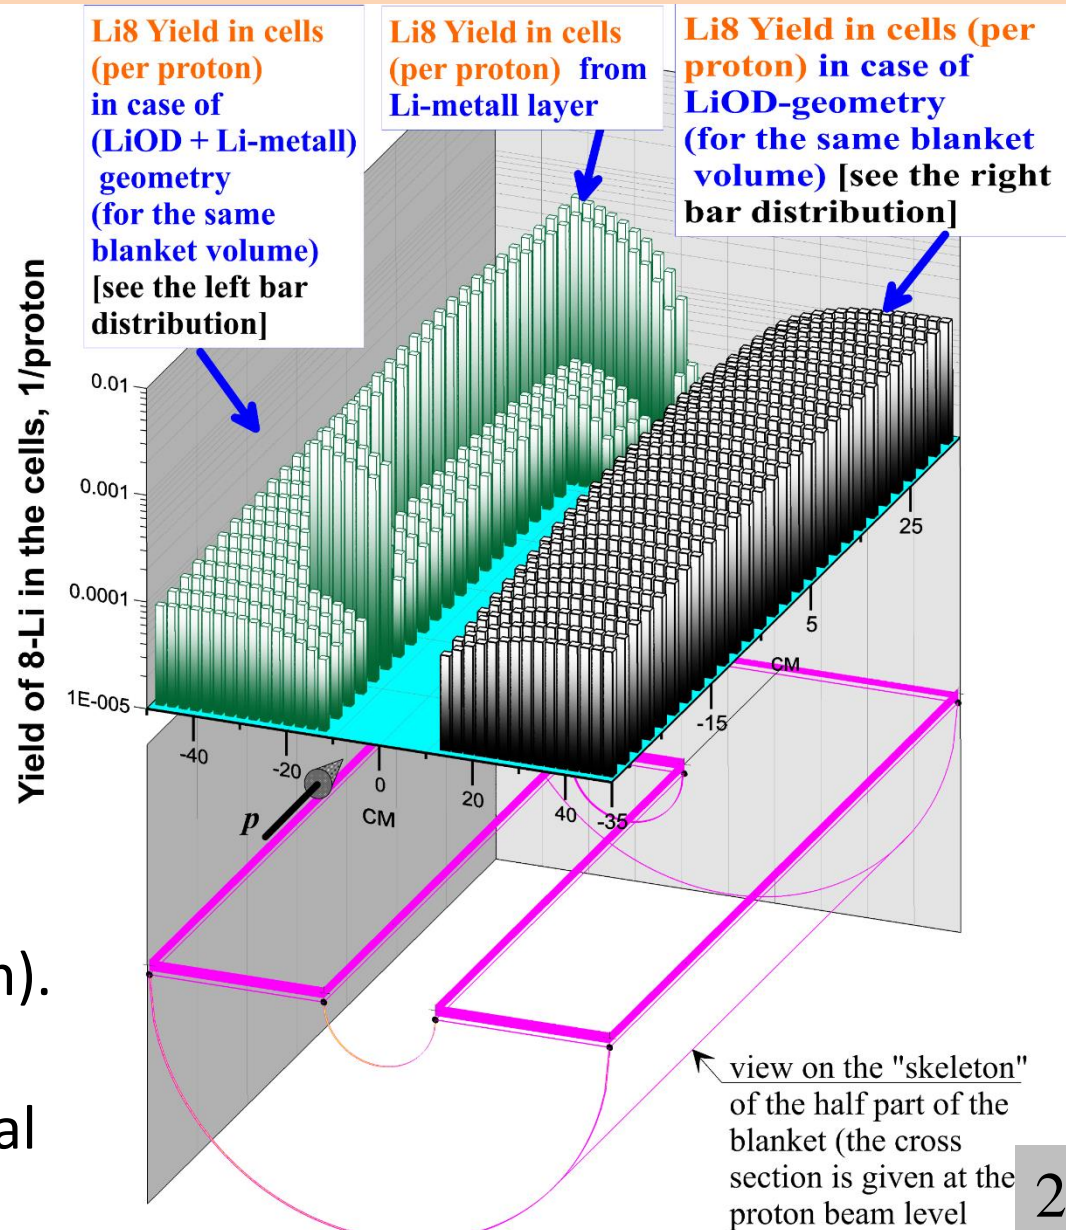 Li8 Yield in cells
(per proton)
in case of
(LiOD + Li-metall)
geometry
(for the same
blanket volume)
[see the left bar
distribution]
Li8 Yield in cells
(per proton) from
Li-metall layer
Li8 Yield in cells (per
proton) in case of
LiOD-geometry
(for the same blanket
volume) [see the right
bar distribution]
Yield of 8-Li in the cells, 1/proton
0.01
0.001
0.0001
1E-005
-40
-20
0
20
40
CM
-35
-15
5
25
CM
p
n).
al
view on the "skeleton"
of the half part of the
blanket (the cross
section is given at the
proton beam level
2